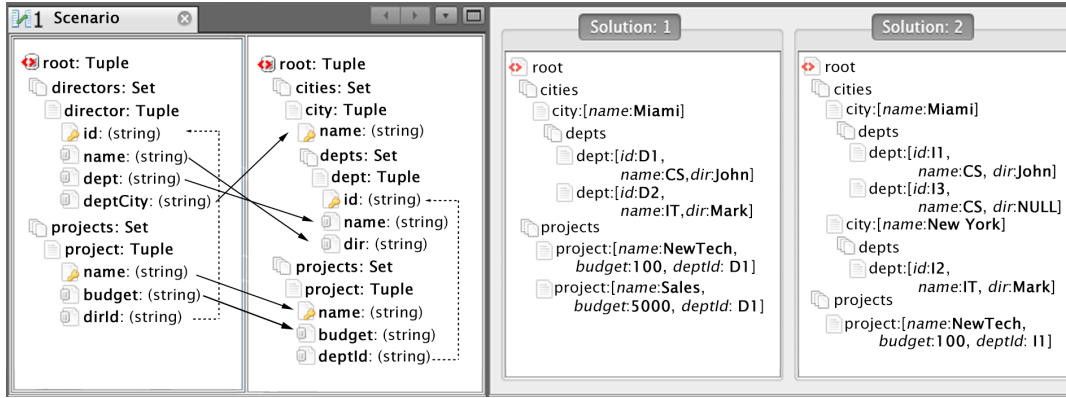 1 Scenario
root: Tuple
directors: Set
director: Tuple
id: (string)
name: (string)
dept: (string)
deptCity: (string)
projects: Set
project: Tuple
name: (string)
budget: (string)
dirId: (string)
root: Tuple
cities: Set
city: Tuple
name: (string)
depts: Set
dept: Tuple
id: (string)
name: (string)
dir: (string)
projects: Set
project: Tuple
name: (string)
budget: (string)
deptId: (string)
Solution: 1
root
cities
city:[name:Miami]
depts
dept:[id:D1,
name:CS,dir:John]
dept:[id:D2,
name:IT,dir:Mark]
projects
project:[name:NewTech,
budget:100, deptId: D1]
project:[name:Sales,
budget:5000, deptId: D1]
Solution: 2
root
cities
city:[name:Miami]
depts
dept:[id:I1,
name:CS, dir:John]
dept:[id:I3,
name:CS, dir:NULL]
city:[name:New York]
depts
dept:[id:I2,
name:IT, dir:Mark]
projects
project:[name:NewTech,
budget:100, deptId: I1]